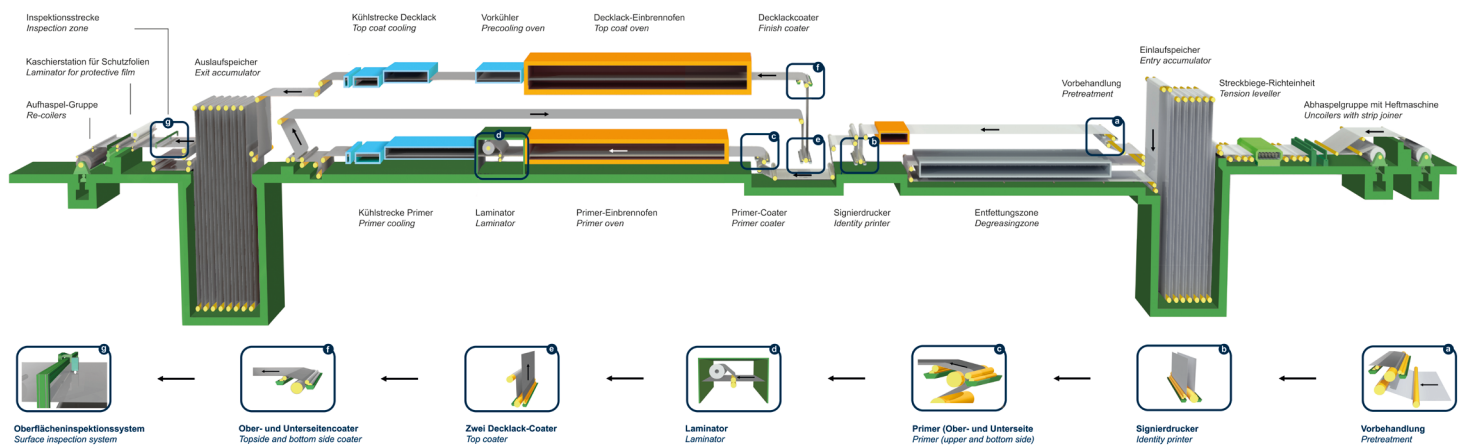 Inspektionsstrecke
Inspection zone
Kaschierstation für Schutzfolien
Laminator for protective film
Aufhaspel-Gruppe
Re-coilers
Auslaufspeicher
Exit accumulator
Kühlstrecke Decklack
Top coat cooling
Vorkühler
Precooling oven
Decklack-Einbrennofen
Top coat oven
Decklackcoater
Finish coater
Einlaufspeicher
Entry accumulator
Vorbehandlung
Pretreatment
Streckbiege-Richteinheit
Tension leveller
Abhaspelgruppe mit Heftmaschine
Uncoilers with strip joiner
f
g
d
c
e
b
a
Kühlstrecke Primer
Primer cooling
Laminator
Laminator
Primer-Einbrennofen
Primer oven
Primer-Coater
Primer coater
Signierdrucker
Identity printer
Entfettungszone
Degreasingzone
g
f
e
d
c
b
a
Oberflächeninspektionssystem
Surface inspection system
Ober- und Unterseitencoater
Topside and bottom side coater
Zwei Decklack-Coater
Top coater
Laminator
Laminator
Primer (Ober- und Unterseite
Primer (upper and bottom side)
Signierdrucker
Identity printer
Vorbehandlung
Pretreatment